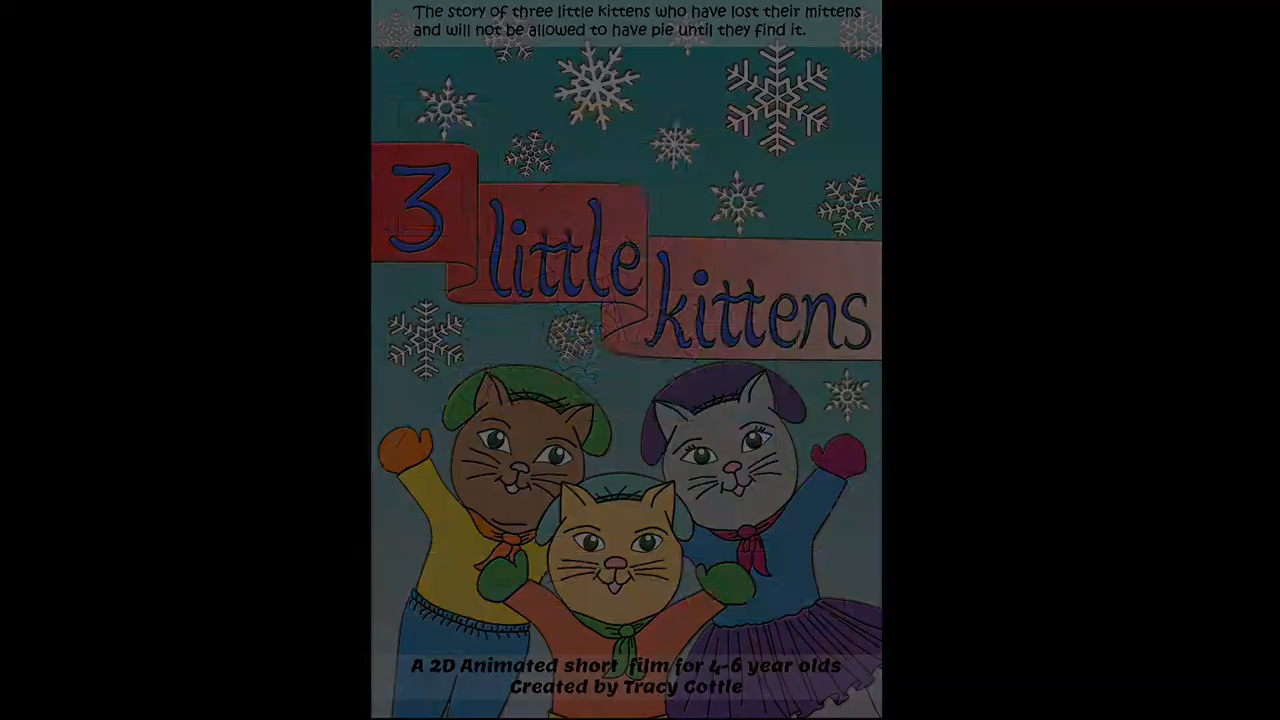 The story of three little kittens who have lost their mittens
and will not be allowed to have pie until they find it.
3
little
kittens
A 2D Animated short film for 4-6 year olds
Created by Tracy Cottle